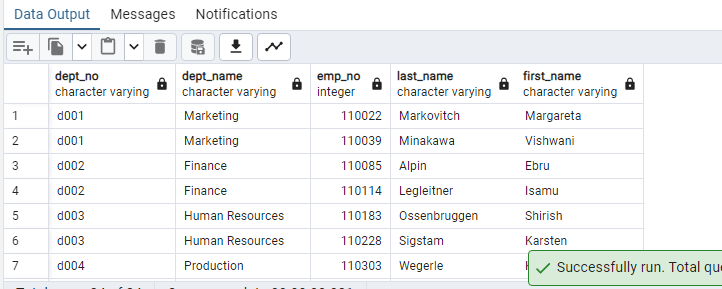 Data Output Messages Notifications
dept_no dept_name emp_no last_name first_name
character varying character varying integer character varying character varying
1 d001 Marketing 110022 Markovitch Margareta
2 d001 Marketing 110039 Minakawa Vishwani
3 d002 Finance 110085 Alpin Ebru
4 d002 Finance 110114 Legleitner Isamu
5 d003 Human Resources 110183 Ossenbruggen Shirish
6 d003 Human Resources 110228 Sigstam Karsten
7 d004 Production 110303 Wegerle
Successfully run. Total